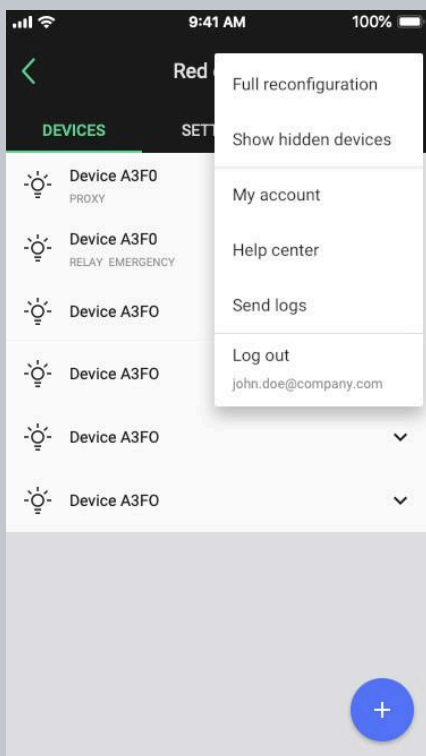 9:41 AM
100%
Red
DEVICES
SETT
Full reconfiguration
Show hidden devices
My account
Help center
Send logs
Log out
john.doe@company.com
Device A3F0
PROXY
Device A3F0
RELAY EMERGENCY
Device A3FO
Device A3FO
Device A3FO
Device A3FO
+